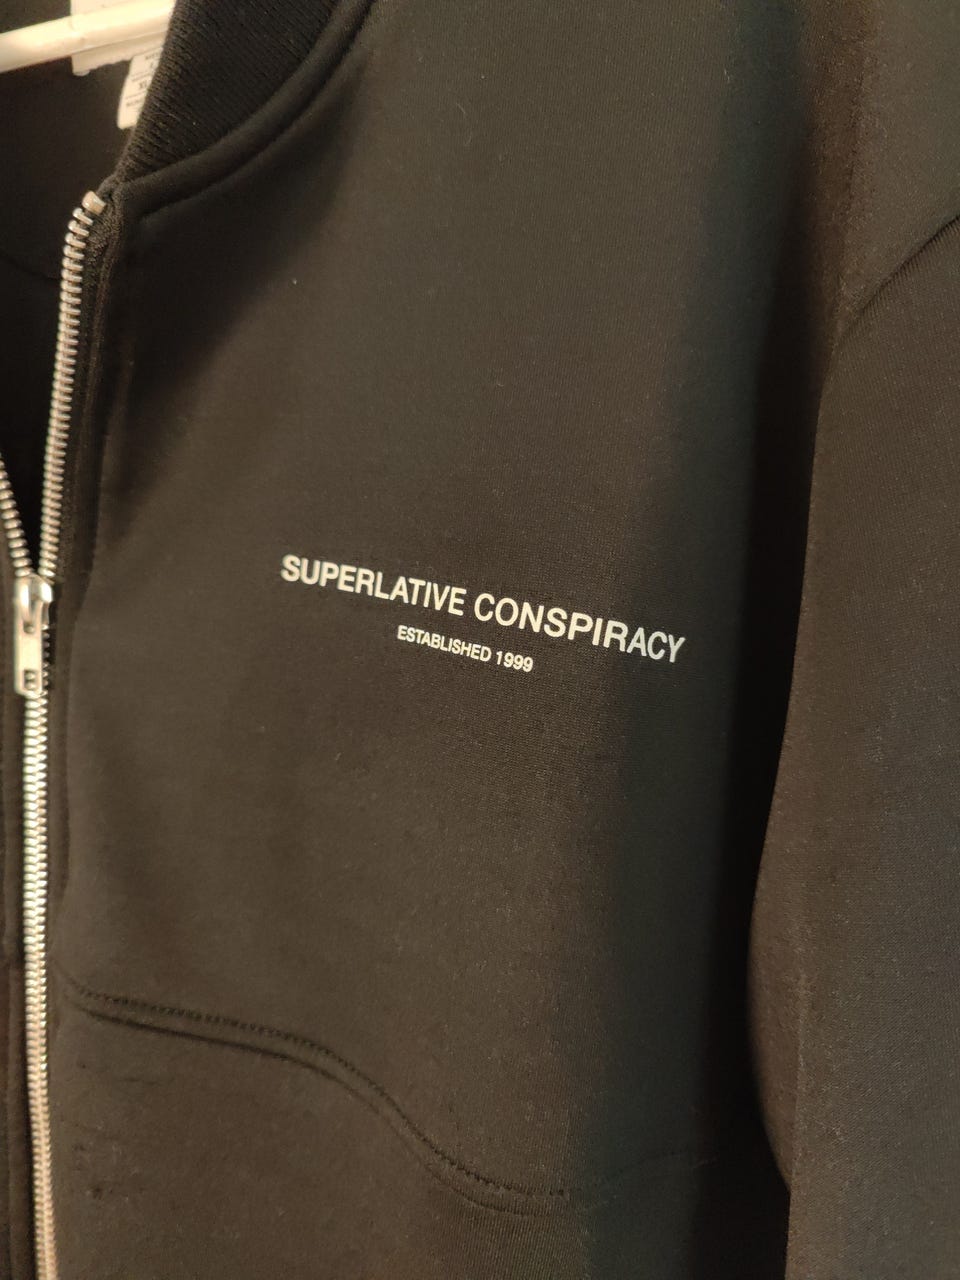 SUPERLATIVE CONSPIRACY
ESTABLISHED 1999
B